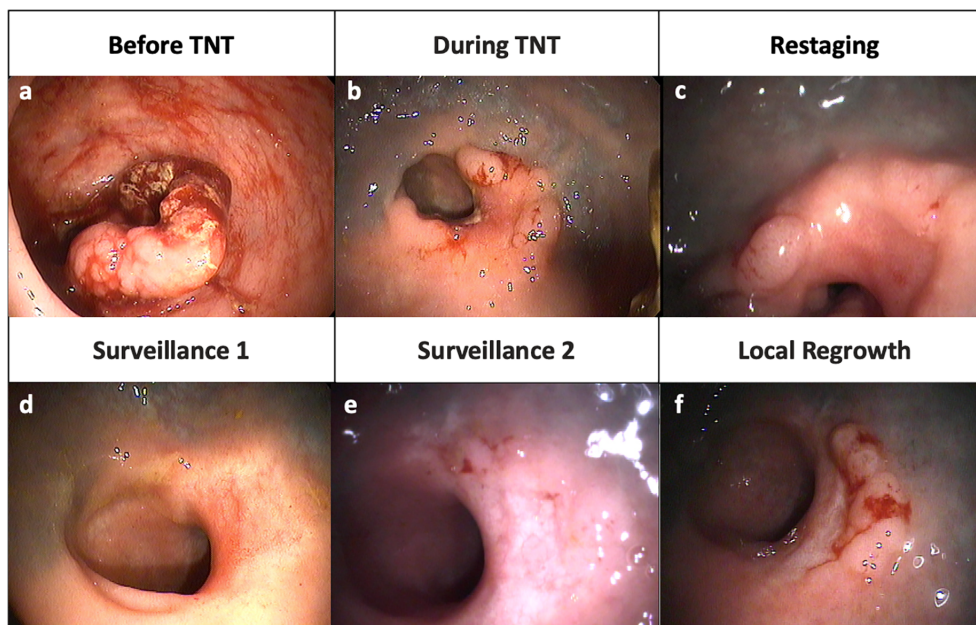 Before TNT
During TNT
Restaging
a
b
c
Surveillance 1
Surveillance 2
Local Regrowth
d
e
f